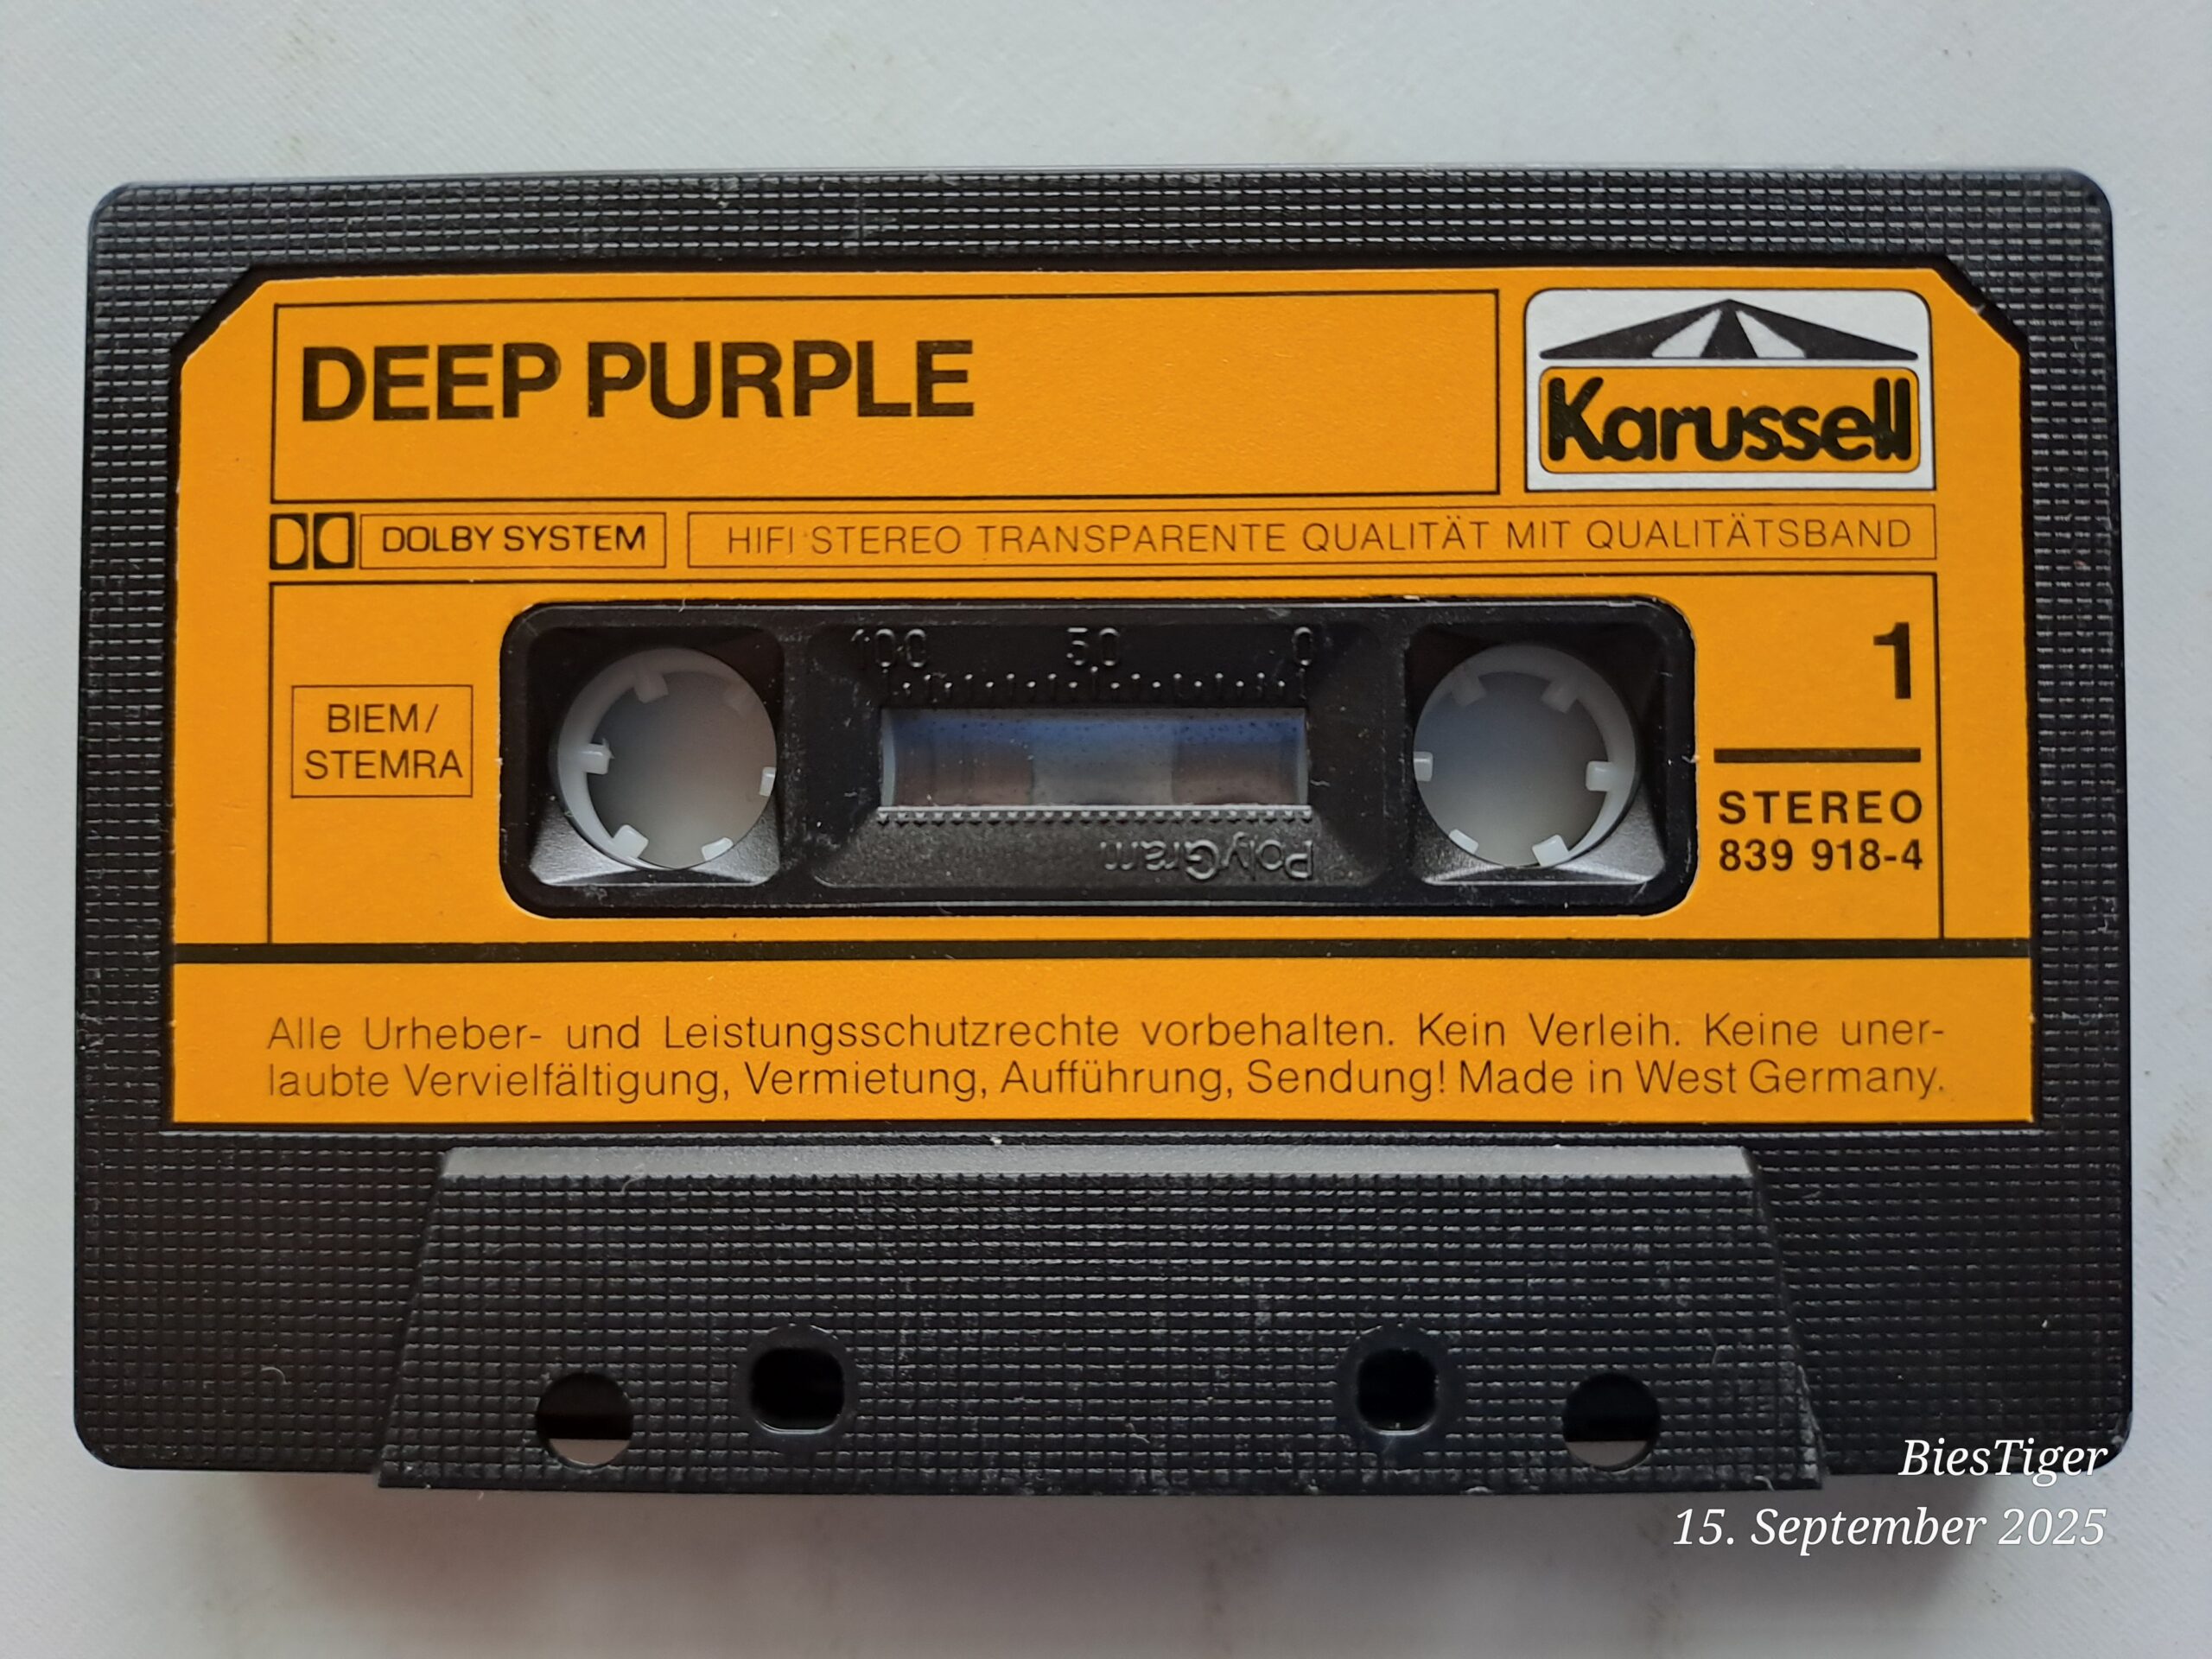 DEEP PURPLE
Karussell
DOLBY SYSTEM
HIFI STEREO TRANSPARENTE QUALITÄT MIT QUALITÄTSBAND
100 50 0
1
BIEM/
STEMRA
PolyGram
STEREO
839 918-4
Alle Urheber- und Leistungsschutzrechte vorbehalten. Kein Verleih. Keine uner-
laubte Vervielfältigung, Vermietung, Aufführung, Sendung! Made in West Germany.
BiesTiger
15. September 2025